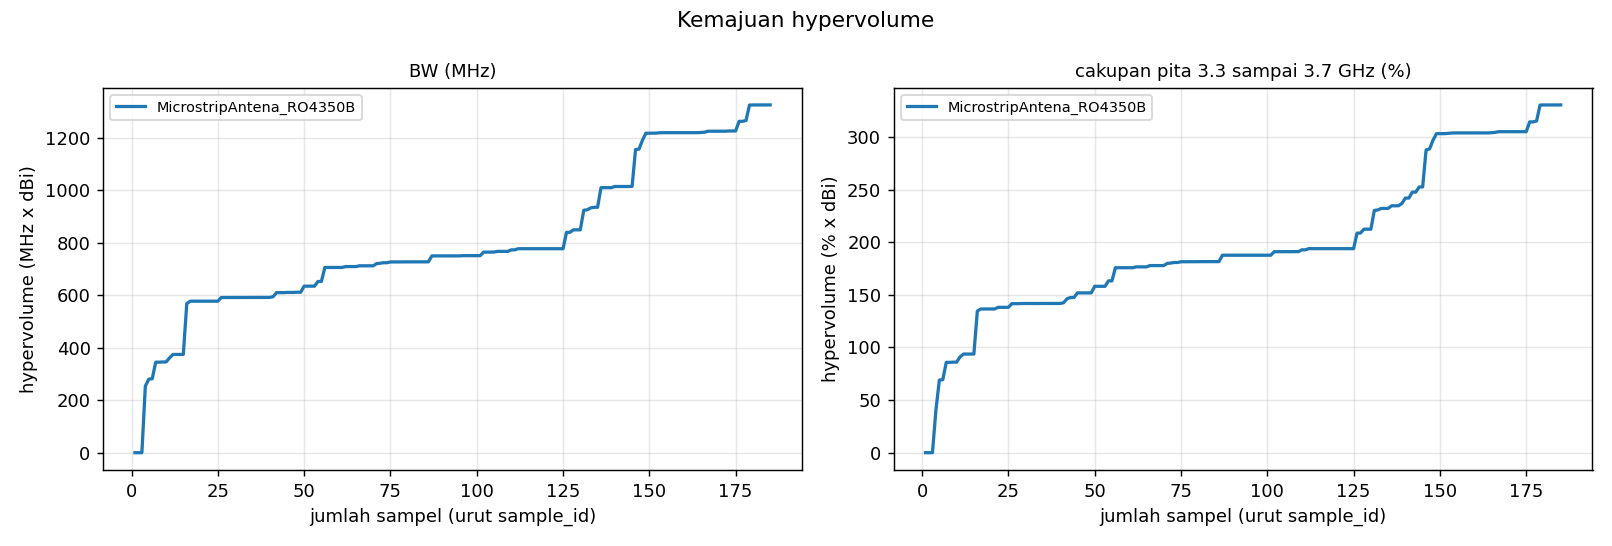 Kemajuan hypervolume
BW (MHz)
MicrostripAntena_RO4350B
hypervolume (MHz x dBi)
1200
1000
800
600
400
200
0
0 25 50 75 100 125 150 175
jumlah sampel (urut sample_id)
cakupan pita 3.3 sampai 3.7 GHz (%)
MicrostripAntena_RO4350B
hypervolume (% x dBi)
300
250
200
150
100
50
0
0 25 50 75 100 125 150 175
jumlah sampel (urut sample_id)